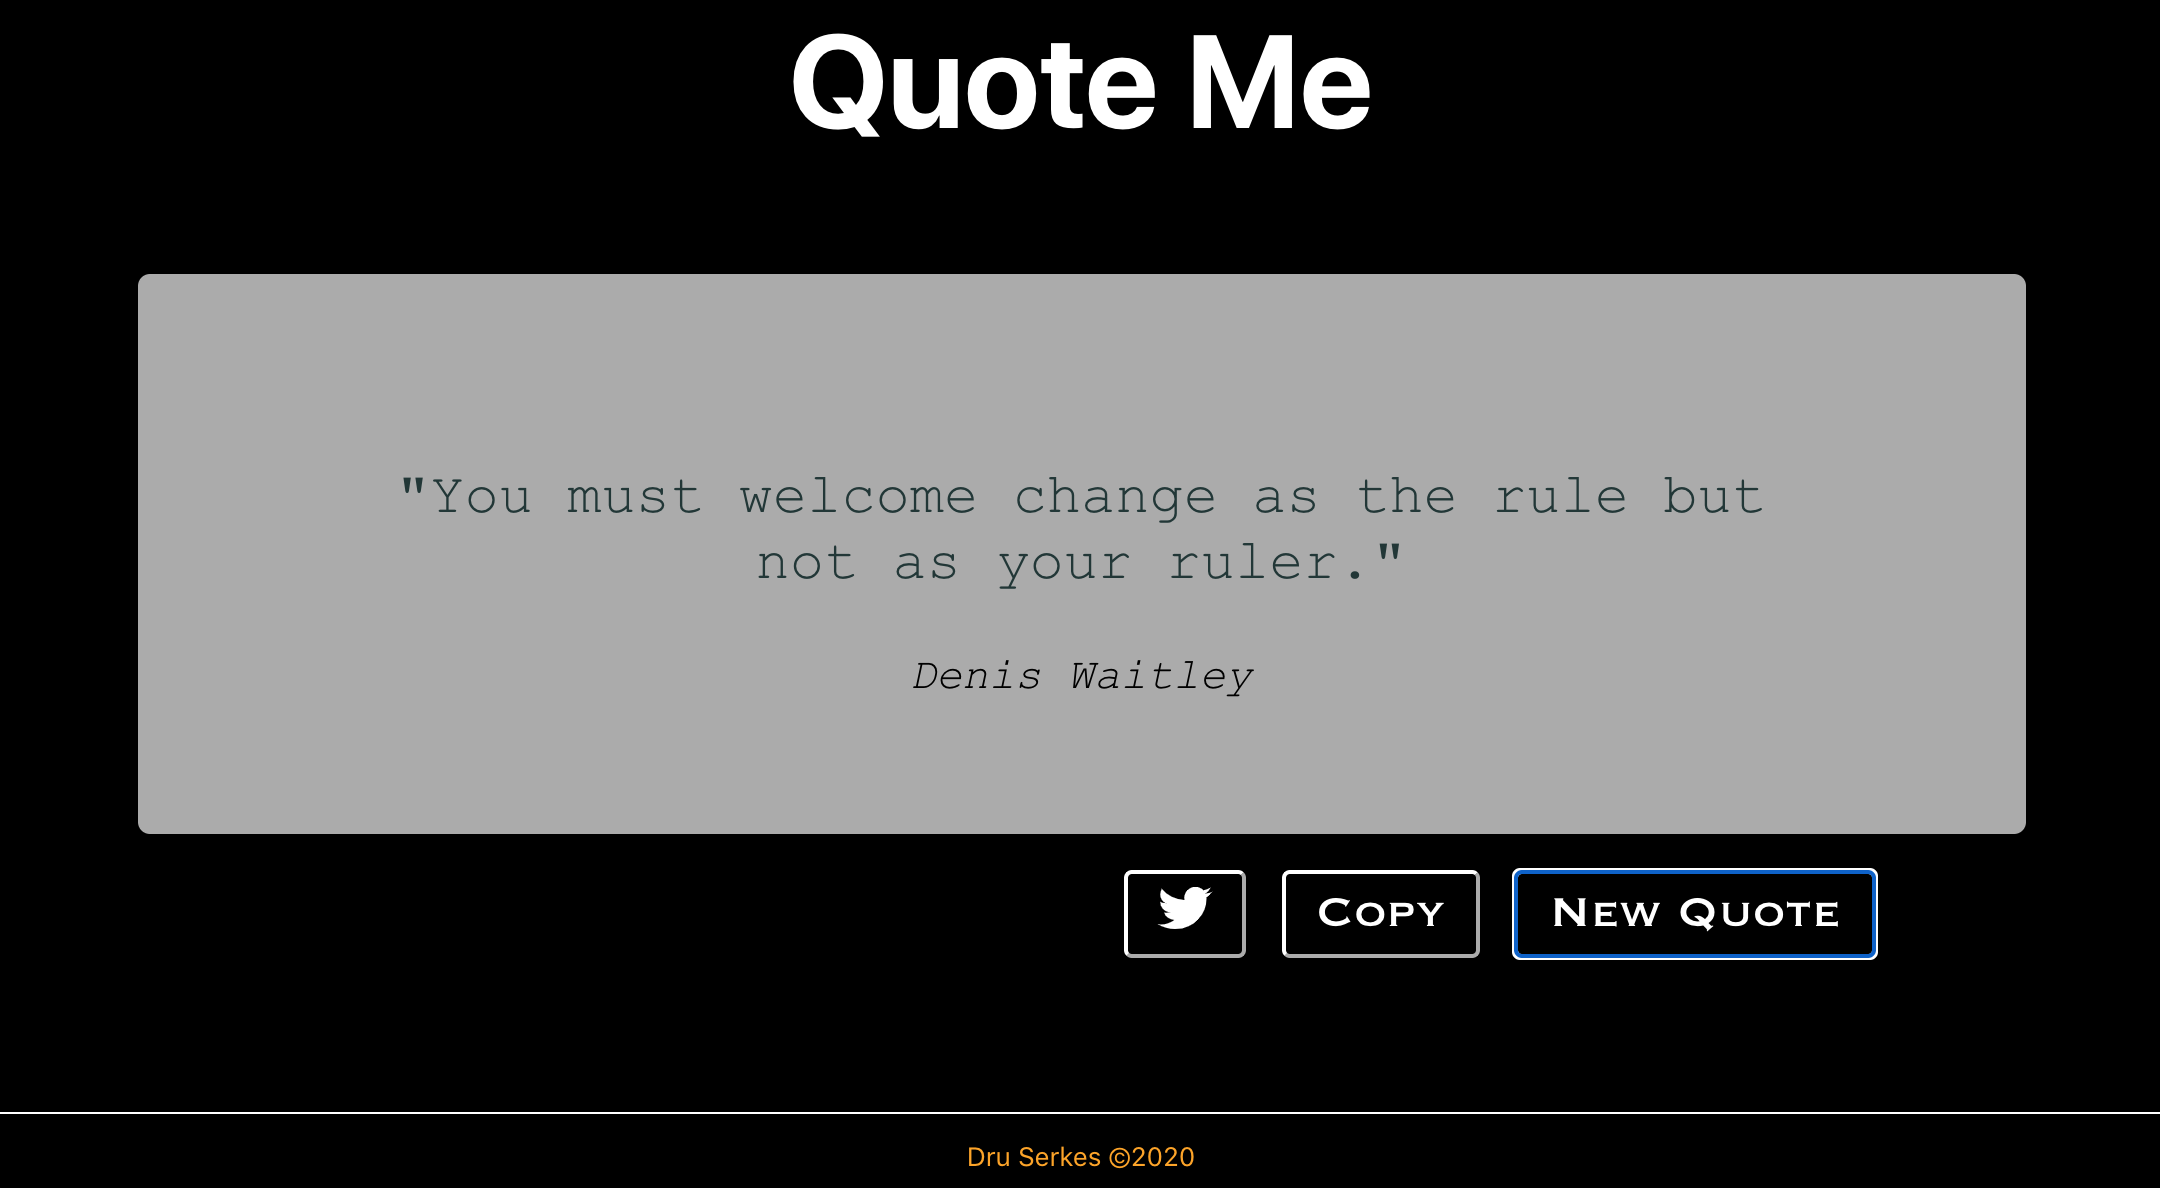 Quote Me
"You must welcome change as the rule but
not as your ruler."
Denis Waitley
Copy
New Quote
Dru Serkes ©2020